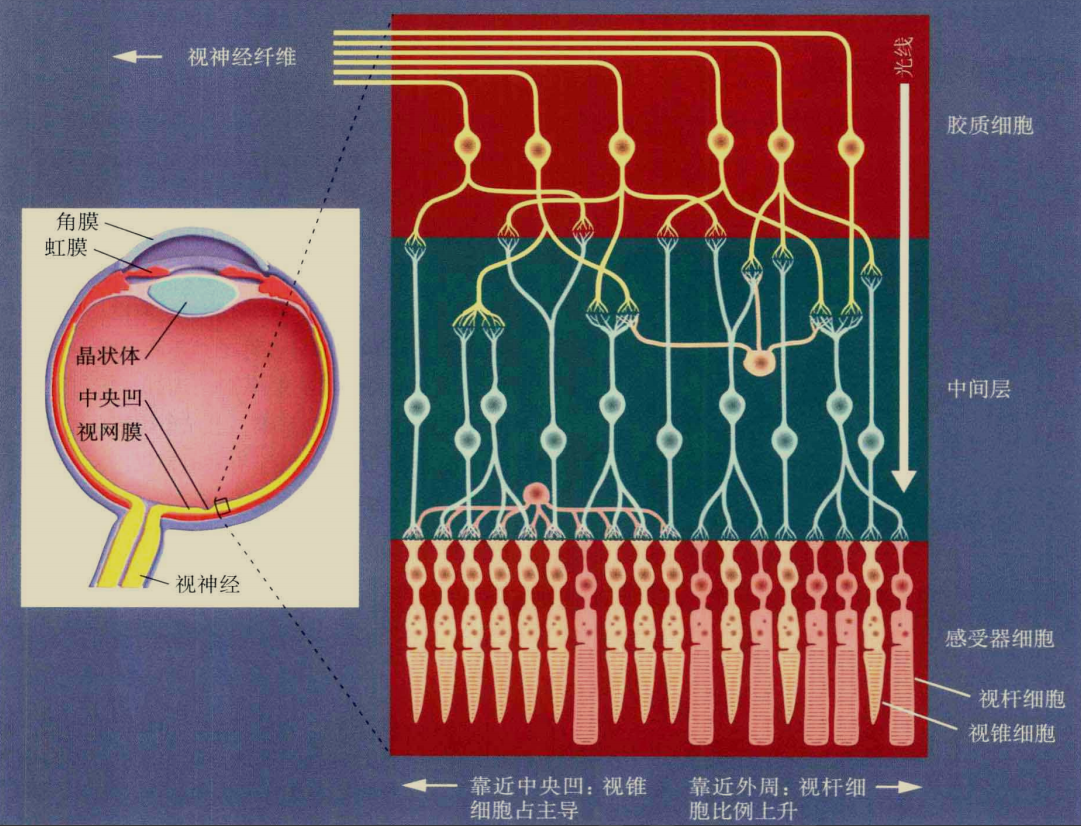 视神经纤维
光线
胶质细胞
角膜
虹膜
晶状体
中央凹
视网膜
视神经
中间层
感受器细胞
视杆细胞
视锥细胞
靠近中央凹：视锥
细胞占主导
靠近外周：视杆细
胞比例上升